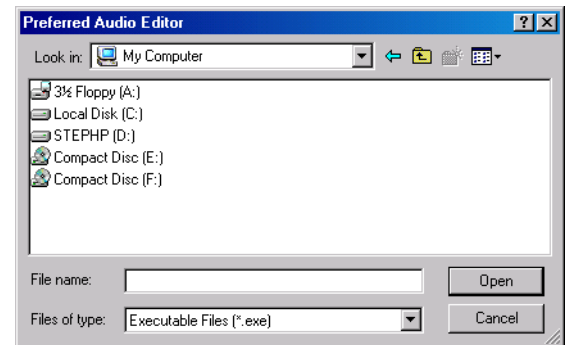 Preferred Audio Editor
Look in: My Computer
3½ Floppy (A:)
Local Disk (C:)
STEPHP (D:)
Compact Disc (E:)
Compact Disc (F:)
File name: Open
Files of type: Executable Files (*.exe) Cancel